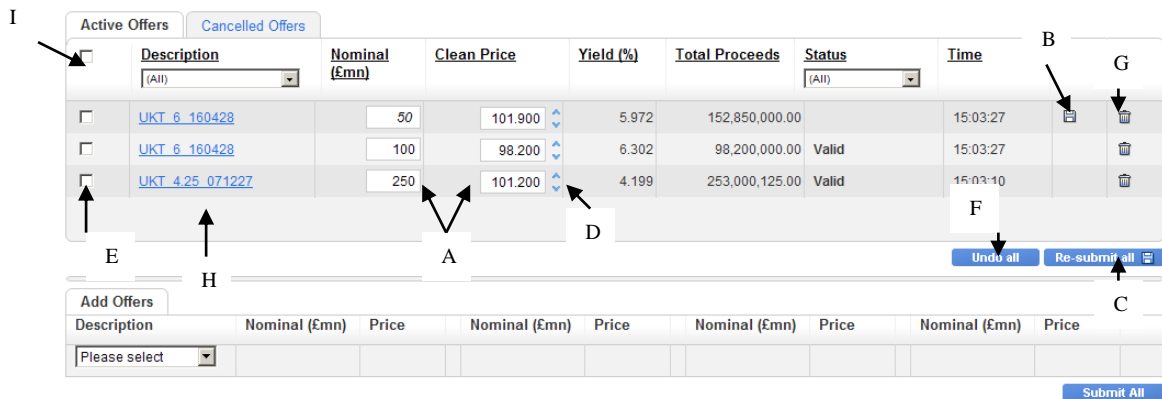 I
Active Offers Cancelled Offers
B
G
Description Nominal (£mn) Clean Price Yield (%) Total Proceeds Status Time
(All) (All)
UKT_6_160428 50 101.900 5.972 152,850,000.00 15:03:27
UKT_6_160428 100 98.200 6.302 98,200,000.00 Valid 15:03:27
UKT_4.25_071227 250 101.200 4.199 253,000,125.00 Valid 15:03:10
F
D
E A
Undo all Re-submit all
H
Add Offers
C
Description Nominal (£mn) Price Nominal (£mn) Price Nominal (£mn) Price Nominal (£mn) Price
Please select
Submit All